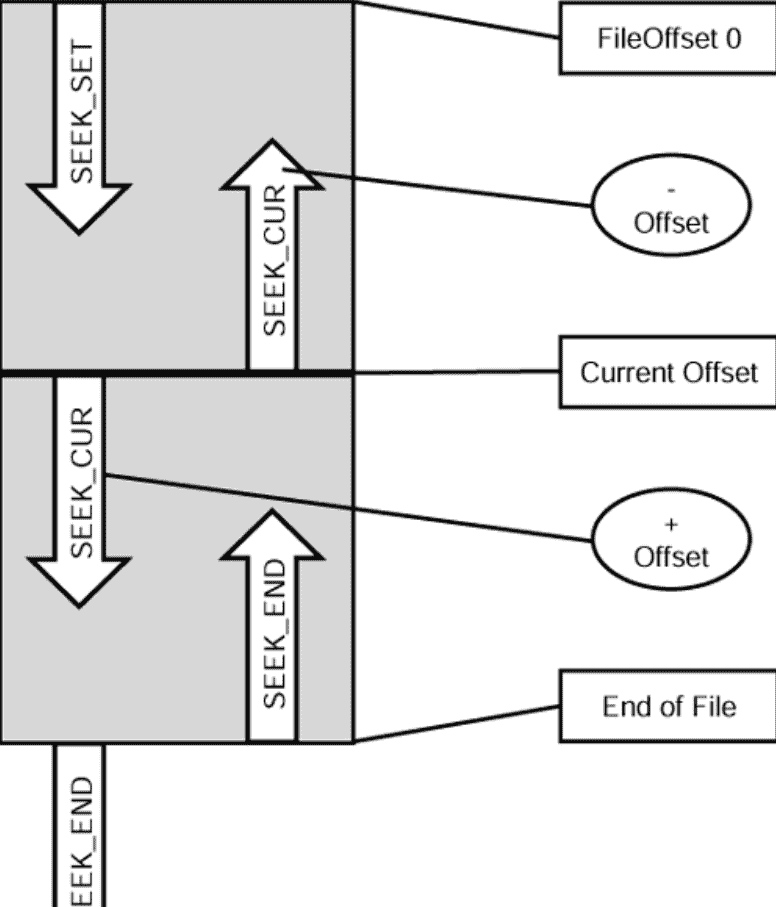 FileOffset 0
SEEK_SET
-
Offset
SEEK_CUR
Current Offset
SEEK_CUR
+
Offset
SEEK_END
End of File
EEK_END